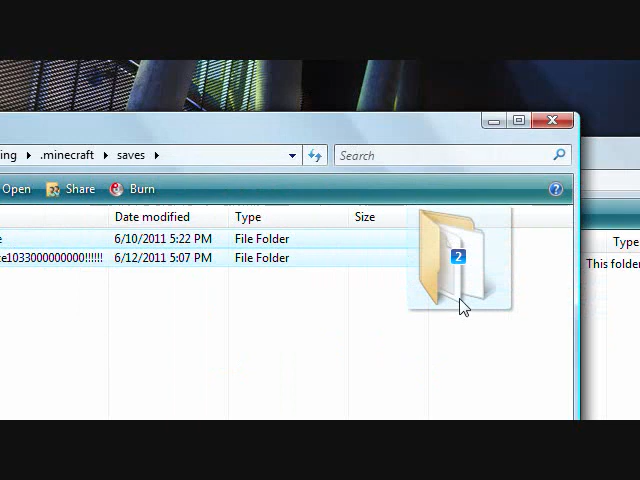 ing .minecraft saves Search
Open Share Burn
Date modified Type Size
e 6/10/2011 5:22 PM File Folder
e1033000000000!!!!!! 6/12/2011 5:07 PM File Folder
2
Type
This folder